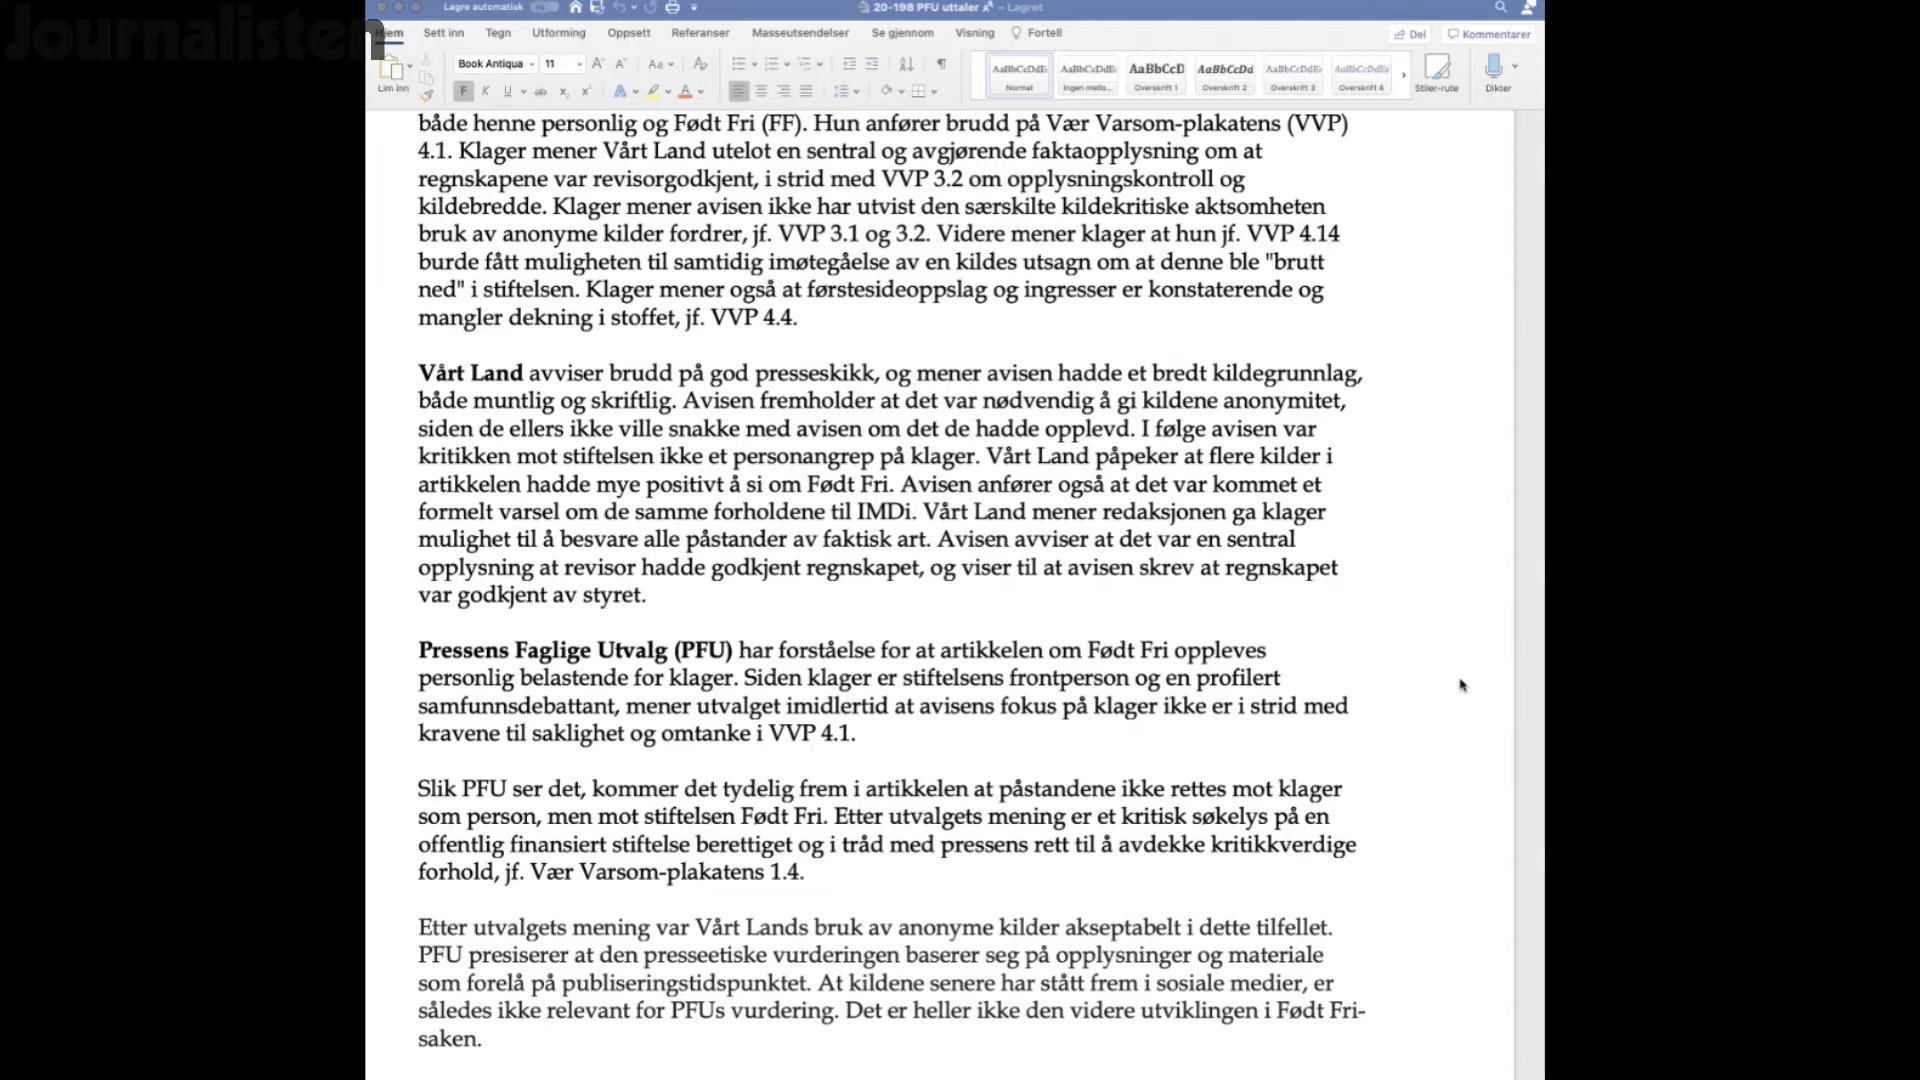 Journalisten
Lagre automatisk
20-198 PFU uttaler
– Lagret
Hjem Sett inn Tegn Utforming Oppsett Referanser Masseutsendelser Se gjennom Visning Fortell Del Kommentarer
Lim inn
Book Antiqua 11
F K U
AaBbCcDdE AaBbCcDdE AaBbCcD AaBbCcDd AaBbCcDdE AaBbCcDdEe
Normal Ingen mello... Overskrift 1 Overskrift 2 Overskrift 3 Overskrift 4
Stiler-rute Dikter
både henne personlig og Født Fri (FF). Hun anfører brudd på Vær Varsom-plakatens (VVP)
4.1. Klager mener Vårt Land utelot en sentral og avgjørende faktaopplysning om at
regnskapene var revisorgodkjent, i strid med VVP 3.2 om opplysningskontroll og
kildebredde. Klager mener avisen ikke har utvist den særskilte kildekritiske aktsomheten
bruk av anonyme kilder fordrer, jf. VVP 3.1 og 3.2. Videre mener klager at hun jf. VVP 4.14
burde fått muligheten til samtidig imøtegåelse av en kildes utsagn om at denne ble "brutt
ned" i stiftelsen. Klager mener også at førstesideoppslag og ingresser er konstaterende og
mangler dekning i stoffet, jf. VVP 4.4.
Vårt Land avviser brudd på god presseskikk, og mener avisen hadde et bredt kildegrunnlag,
både muntlig og skriftlig. Avisen fremholder at det var nødvendig å gi kildene anonymitet,
siden de ellers ikke ville snakke med avisen om det de hadde opplevd. I følge avisen var
kritikken mot stiftelsen ikke et personangrep på klager. Vårt Land påpeker at flere kilder i
artikkelen hadde mye positivt å si om Født Fri. Avisen anfører også at det var kommet et
formelt varsel om de samme forholdene til IMDi. Vårt Land mener redaksjonen ga klager
mulighet til å besvare alle påstander av faktisk art. Avisen avviser at det var en sentral
opplysning at revisor hadde godkjent regnskapet, og viser til at avisen skrev at regnskapet
var godkjent av styret.
Pressens Faglige Utvalg (PFU) har forståelse for at artikkelen om Født Fri oppleves
personlig belastende for klager. Siden klager er stiftelsens frontperson og en profilert
samfunnsdebattant, mener utvalget imidlertid at avisens fokus på klager ikke er i strid med
kravene til saklighet og omtanke i VVP 4.1.
Slik PFU ser det, kommer det tydelig frem i artikkelen at påstandene ikke rettes mot klager
som person, men mot stiftelsen Født Fri. Etter utvalgets mening er et kritisk søkelys på en
offentlig finansiert stiftelse berettiget og i tråd med pressens rett til å avdekke kritikkverdige
forhold, jf. Vær Varsom-plakatens 1.4.
Etter utvalgets mening var Vårt Lands bruk av anonyme kilder akseptabelt i dette tilfellet.
PFU presiserer at den presseetiske vurderingen baserer seg på opplysninger og materiale
som forelå på publiseringstidspunktet. At kildene senere har stått frem i sosiale medier, er
således ikke relevant for PFUs vurdering. Det er heller ikke den videre utviklingen i Født Fri-
saken.